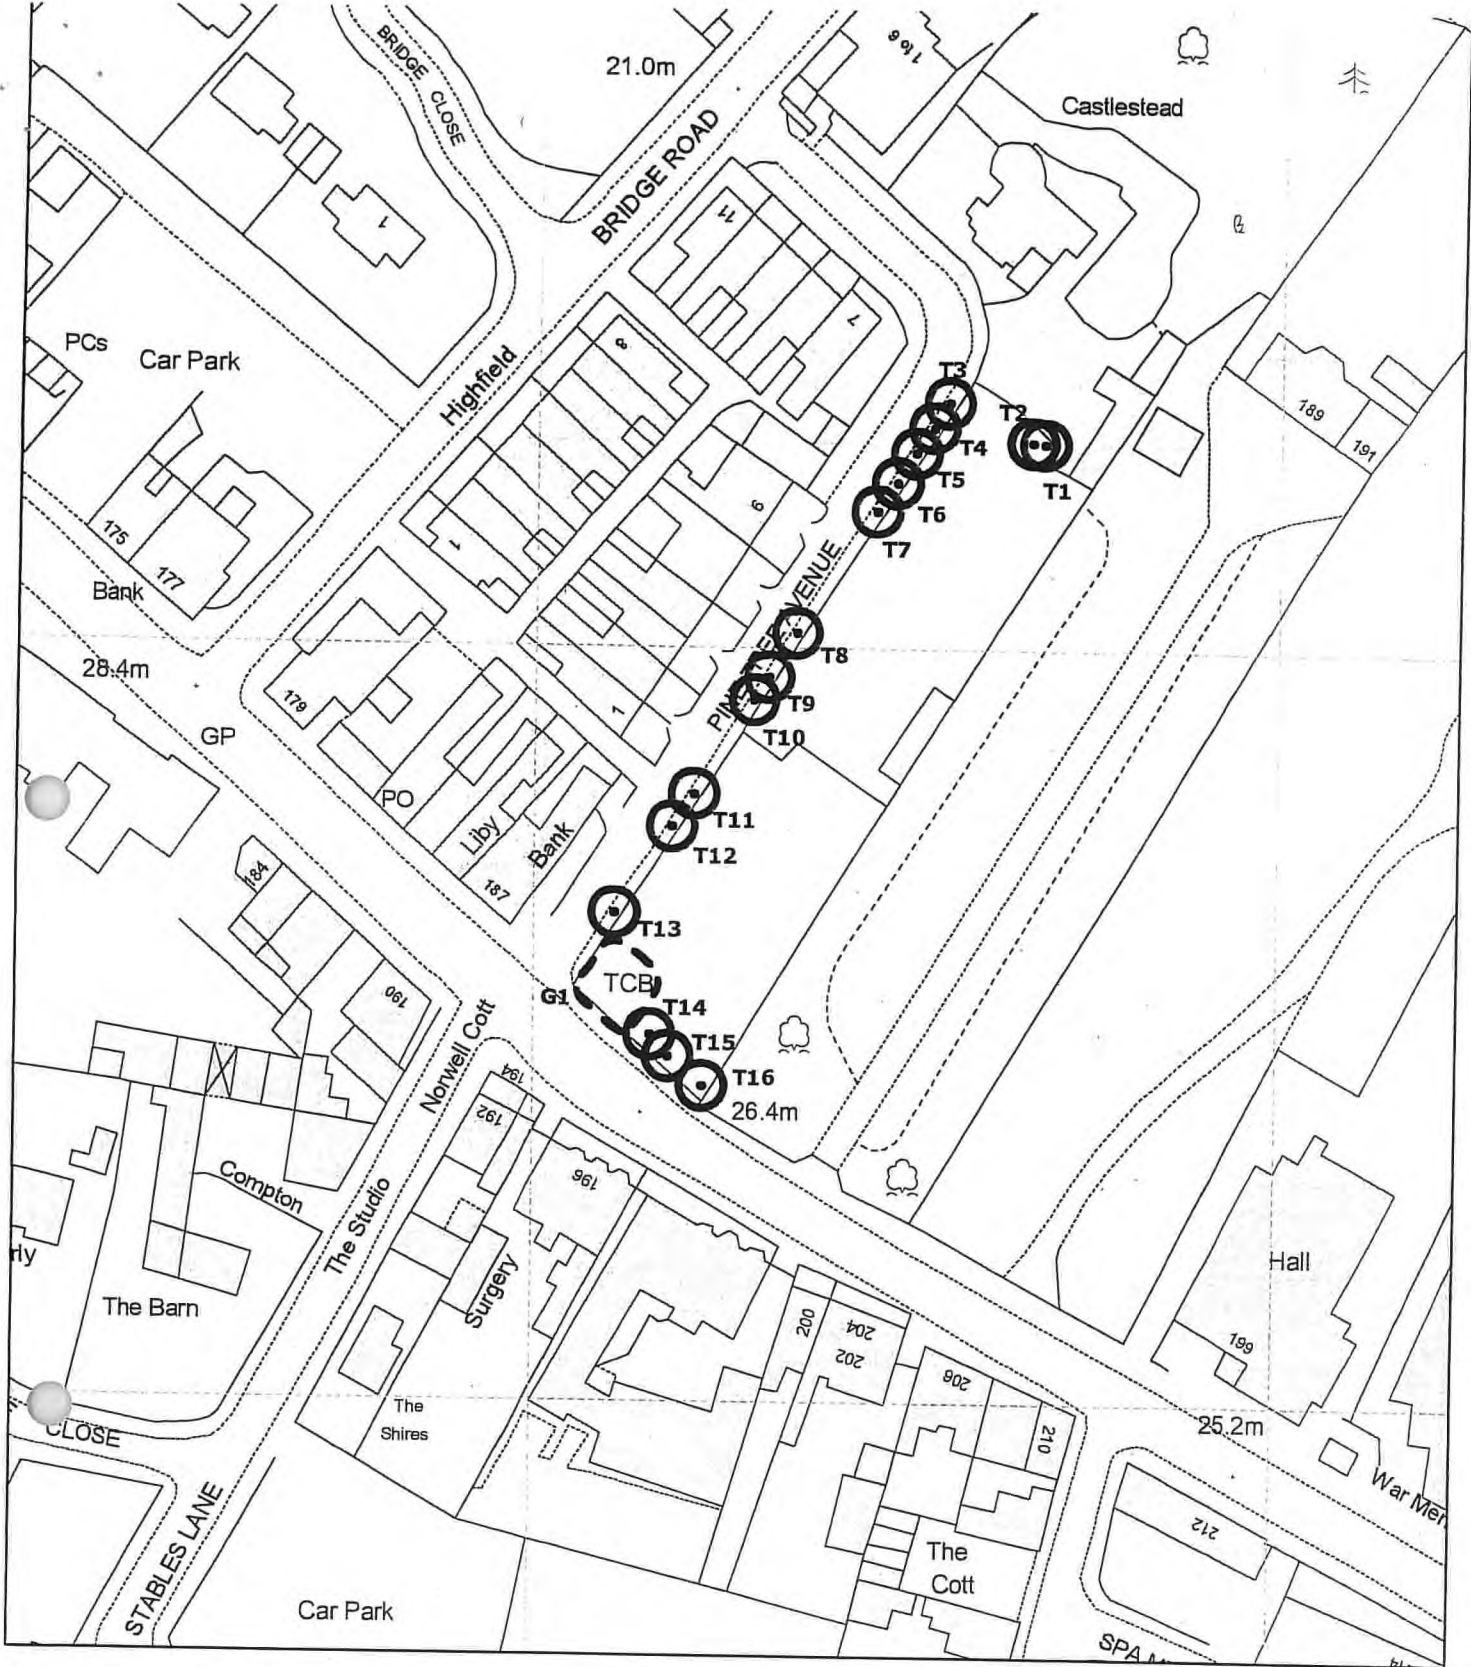 BRIDGE CLOSE
21.0m
1 to 6
Castlestead
BRIDGE ROAD
11
1
7
PCs
Car Park
8
Highfield
T3
T2
T4
T1
T5
T6
T7
189
191
6
1
175
177
Bank
AVENUE
T8
28.4m
179
1
T9
T10
GP
PO
Liby
Bank
187
T11
T12
184
T13
190
TCB
G1
T14
T15
T16
26.4m
Norwell Cott
194
192
196
Compton
The Studio
Surgery
The Barn
Hall
200
204
202
199
206
210
The
Shires
25.2m
CLOSE
STABLES LANE
War Mem
212
The
Cott
Car Park
SPA